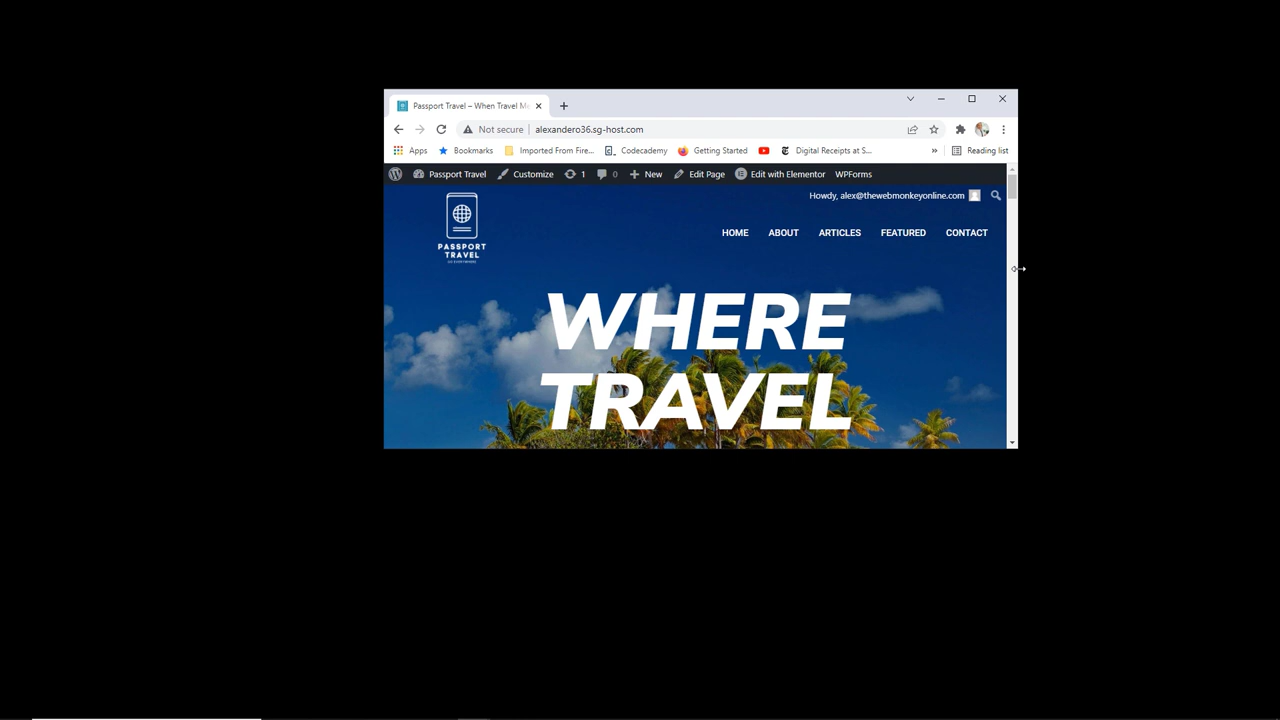 Passport Travel – When Travel Me
Not secure alexandero36.sg-host.com
Apps Bookmarks Imported From Fire... Codecademy Getting Started Digital Receipts at S... » Reading list
Passport Travel Customize 1 0 New Edit Page Edit with Elementor WPForms
Howdy, alex@thewebmonkeyonline.com
PASSPORT
TRAVEL
HOME ABOUT ARTICLES FEATURED CONTACT
WHERE
TRAVEL